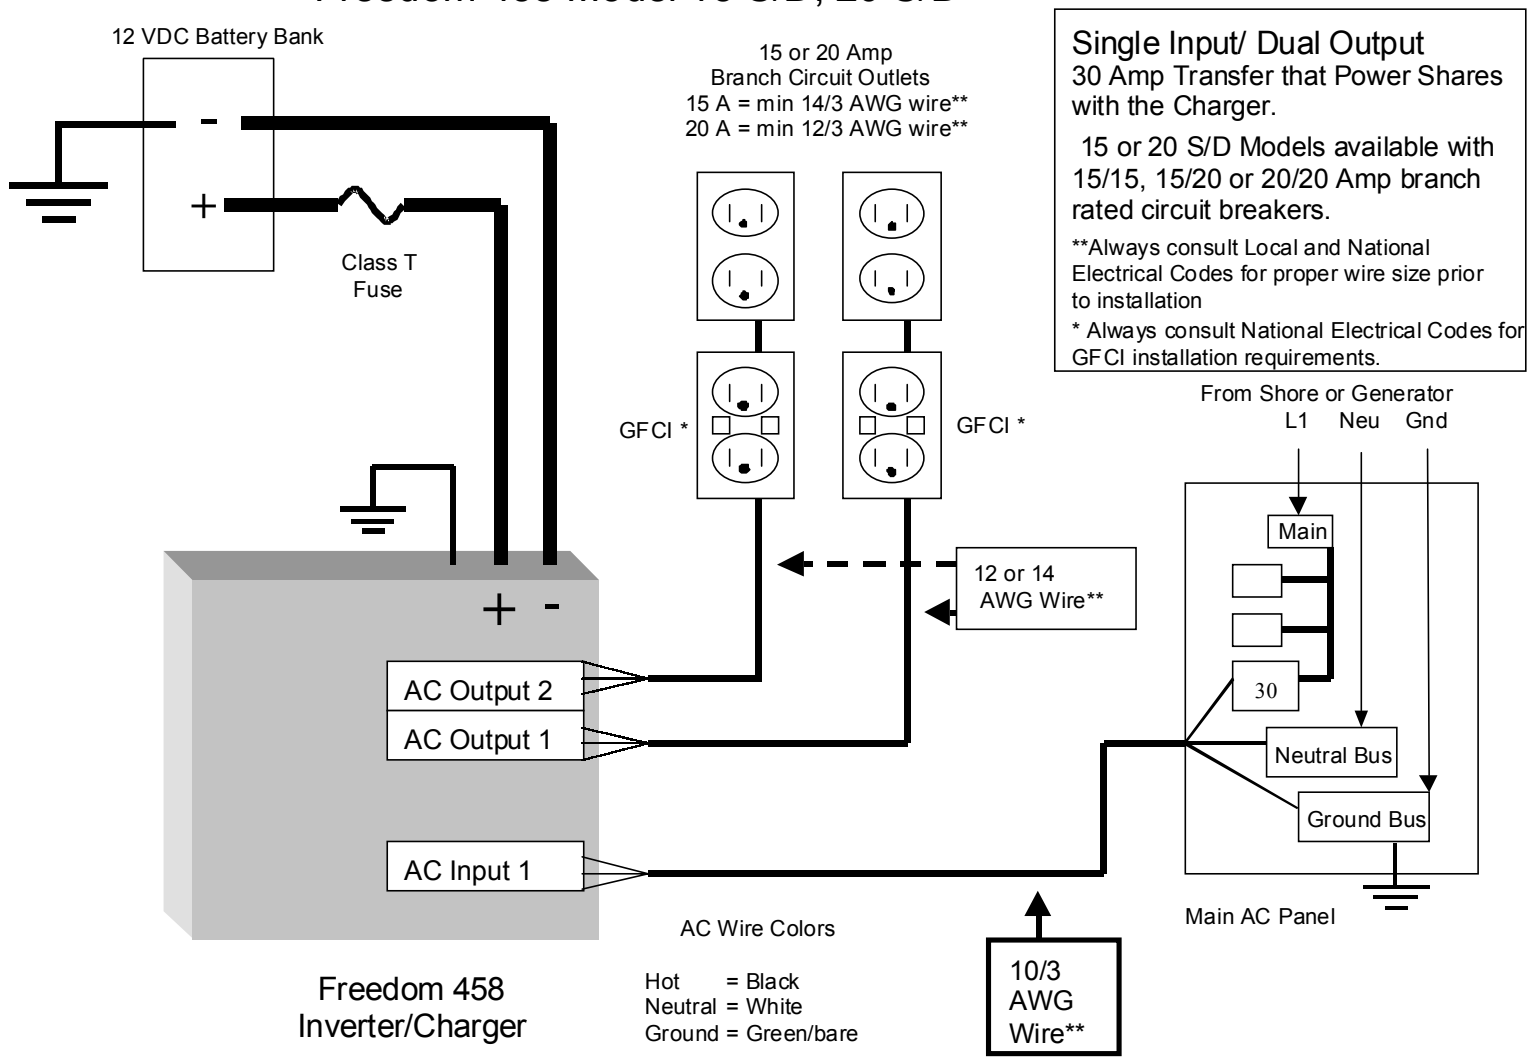 12 VDC Battery Bank
-
+
Class T
Fuse
15 or 20 Amp
Branch Circuit Outlets
15 A = min 14/3 AWG wire**
20 A = min 12/3 AWG wire**
Single Input/ Dual Output
30 Amp Transfer that Power Shares
with the Charger.
15 or 20 S/D Models available with
15/15, 15/20 or 20/20 Amp branch
rated circuit breakers.
**Always consult Local and National
Electrical Codes for proper wire size prior
to installation
* Always consult National Electrical Codes for
GFCI installation requirements.
GFCI *
GFCI *
From Shore or Generator
L1 Neu Gnd
Main
30
Neutral Bus
Ground Bus
Main AC Panel
12 or 14
AWG Wire**
+ -
AC Output 2
AC Output 1
AC Input 1
Freedom 458
Inverter/Charger
AC Wire Colors
Hot = Black
Neutral = White
Ground = Green/bare
10/3
AWG
Wire**